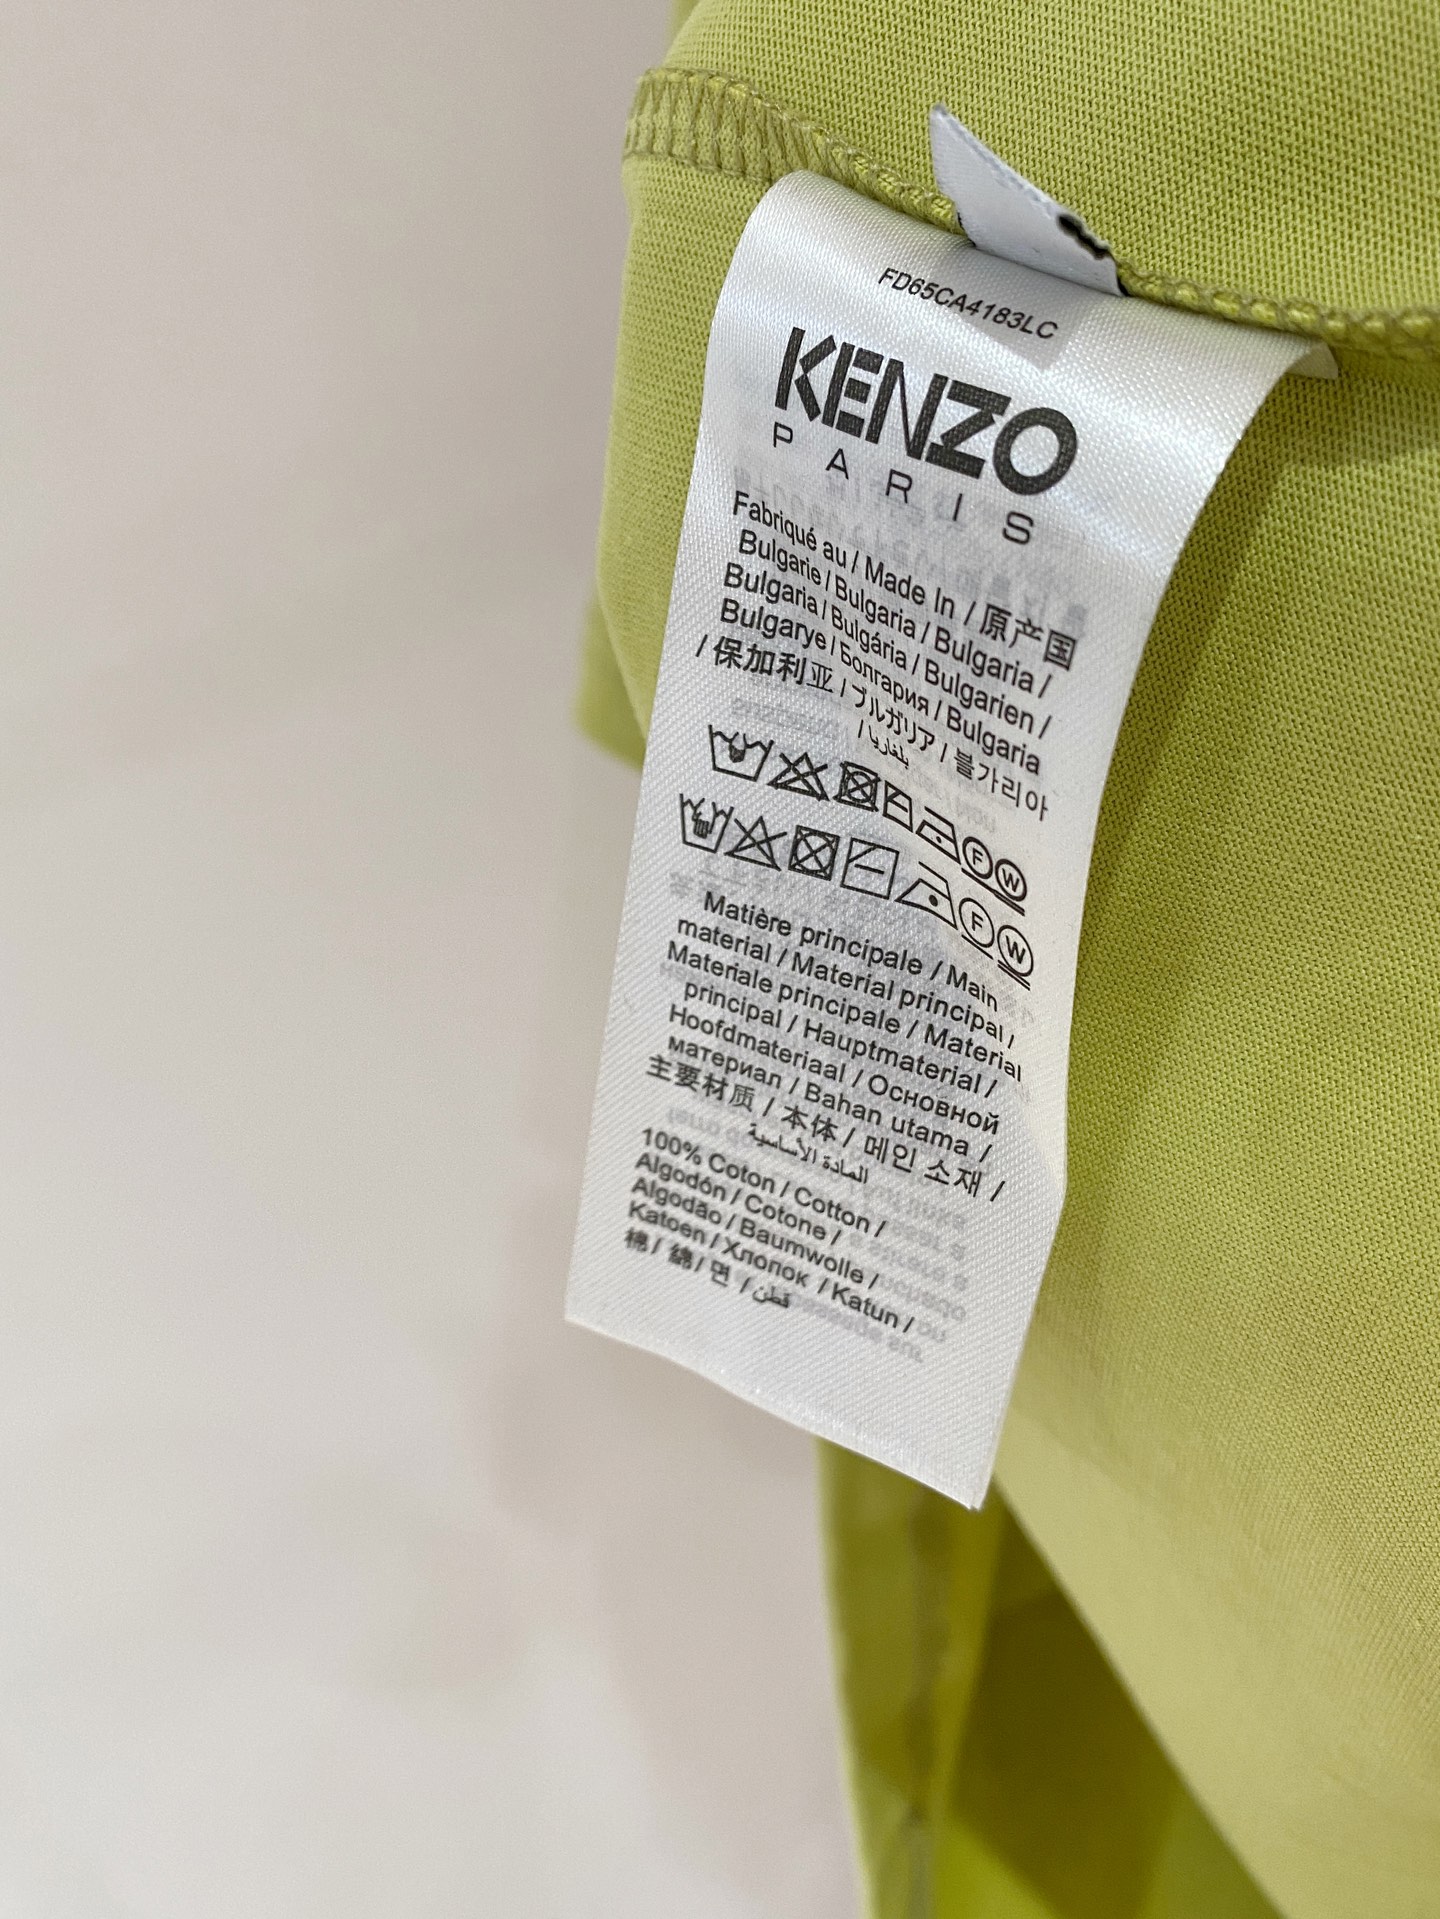 FD65CA4183LC
KENZO
PARIS
Fabriqué au / Made In / 原产国
Bulgarie / Bulgaria / Bulgaria /
Bulgaria / Bulgária / Bulgarien /
Bulgarye / Болгария / Bulgaria
/ 保加利亚 / ブルガリア / 불가리아
/ بلغاريا
F W
F W
Matière principale / Main
material / Material principal /
Materiale principale / Material
principal / Hauptmaterial /
Hoofdmateriaal / Основной
материал / Bahan utama /
主要材质 / 本体 / 메인 소재 /
المادة الأساسية
100% Coton / Cotton /
Algodón / Cotone /
Algodão / Baumwolle /
Katoen / Хлопок / Katun /
棉 / 綿 / 면 / قطن